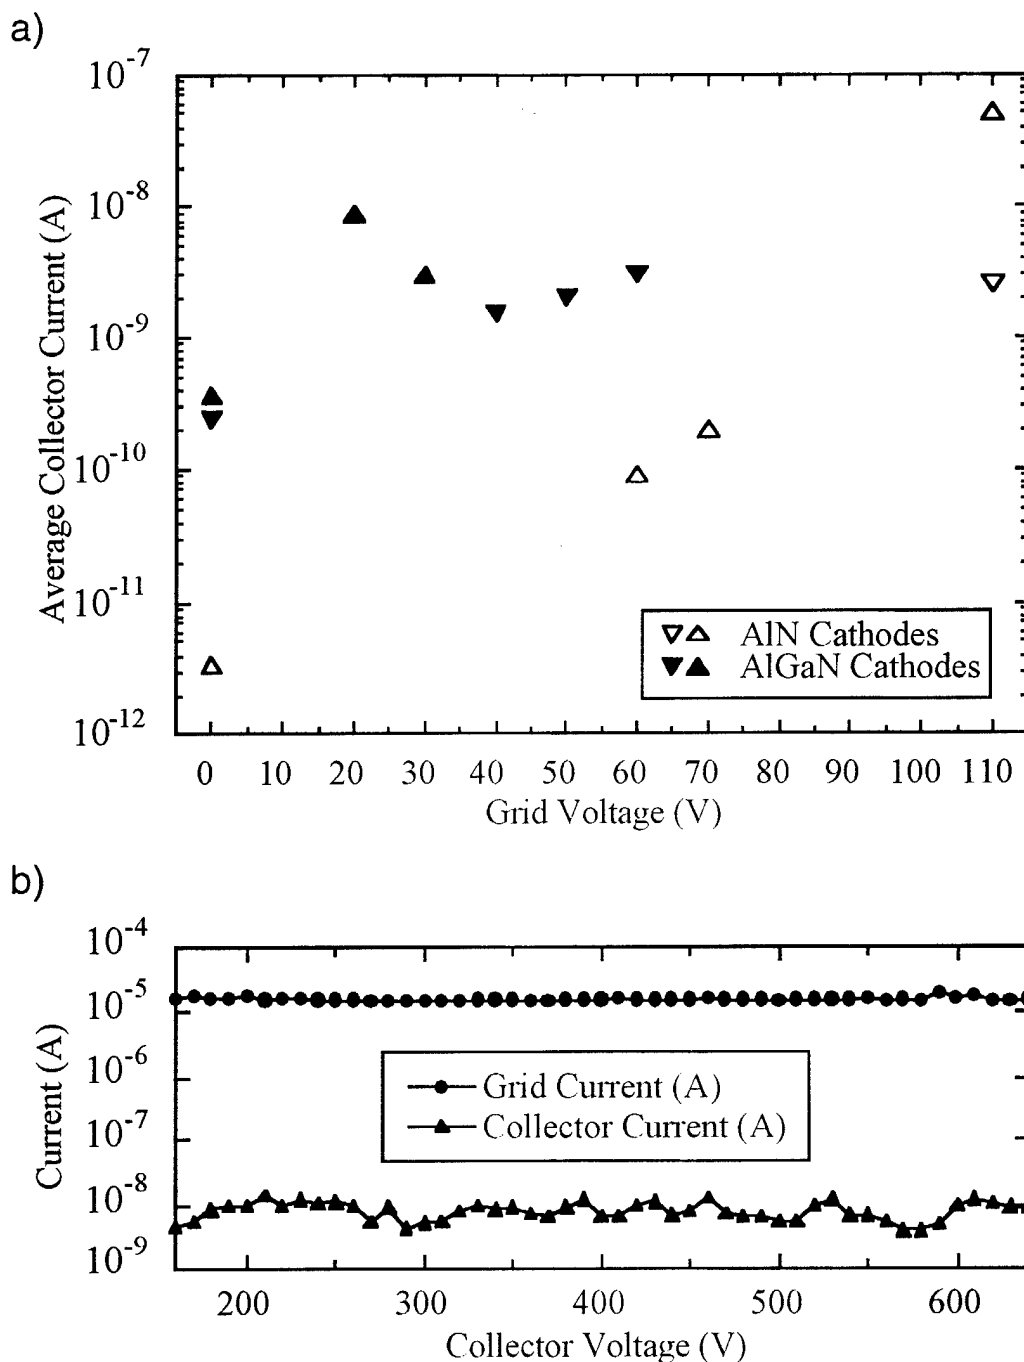 a)
10-7
10-8
10-9
10-10
10-11
10-12
Average Collector Current (A)
AlN Cathodes
AlGaN Cathodes
0 10 20 30 40 50 60 70 80 90 100 110
Grid Voltage (V)
b)
10-4
10-5
10-6
10-7
10-8
10-9
Current (A)
Grid Current (A)
Collector Current (A)
200 300 400 500 600
Collector Voltage (V)